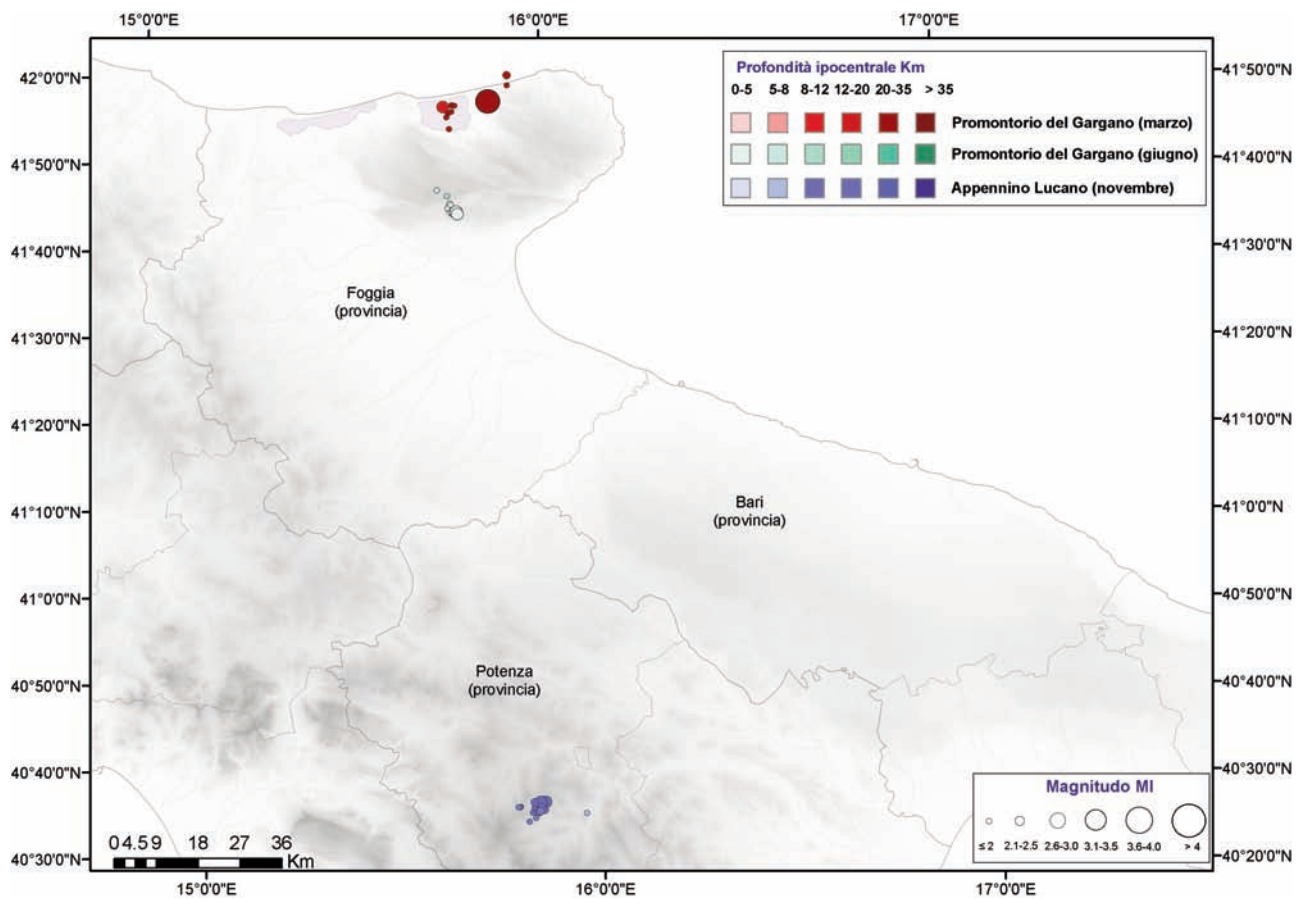 15°0'0"E 16°0'0"E 17°0'0"E
42°0'0"N
41°50'0"N
41°40'0"N
41°30'0"N
41°20'0"N
41°10'0"N
41°0'0"N
40°50'0"N
40°40'0"N
40°30'0"N
Profondità ipocentrale Km
0-5 5-8 8-12 12-20 20-35 > 35
Promontorio del Gargano (marzo)
Promontorio del Gargano (giugno)
Appennino Lucano (novembre)
Foggia
(provincia)
Bari
(provincia)
Potenza
(provincia)
41°50'0"N
41°40'0"N
41°30'0"N
41°20'0"N
41°10'0"N
41°0'0"N
40°50'0"N
40°40'0"N
40°30'0"N
40°20'0"N
0 4.5 9 18 27 36
Km
Magnitudo Ml
≤ 2 2.1-2.5 2.6-3.0 3.1-3.5 3.6-4.0 > 4
15°0'0"E 16°0'0"E 17°0'0"E